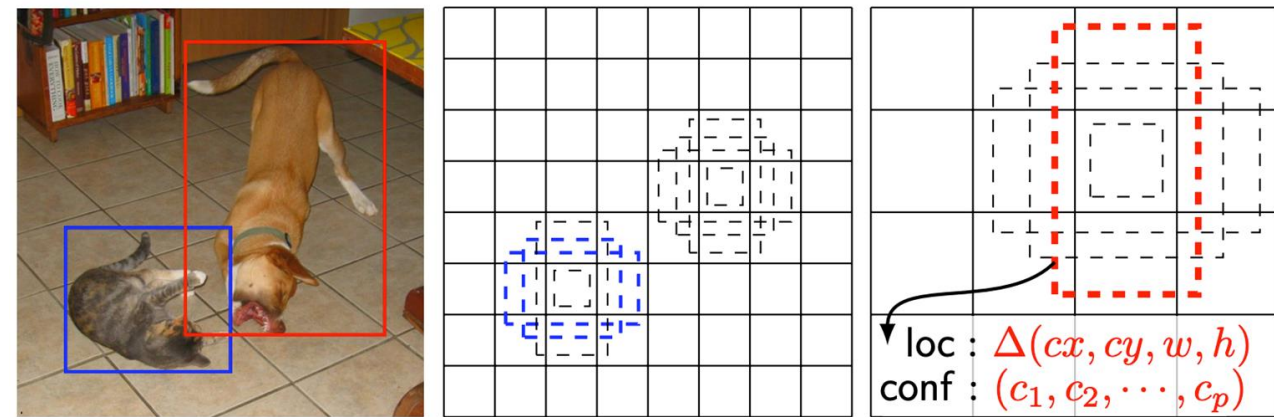 loc : Δ(cx, cy, w, h)
conf : (c₁, c₂, ⋯, cₚ)